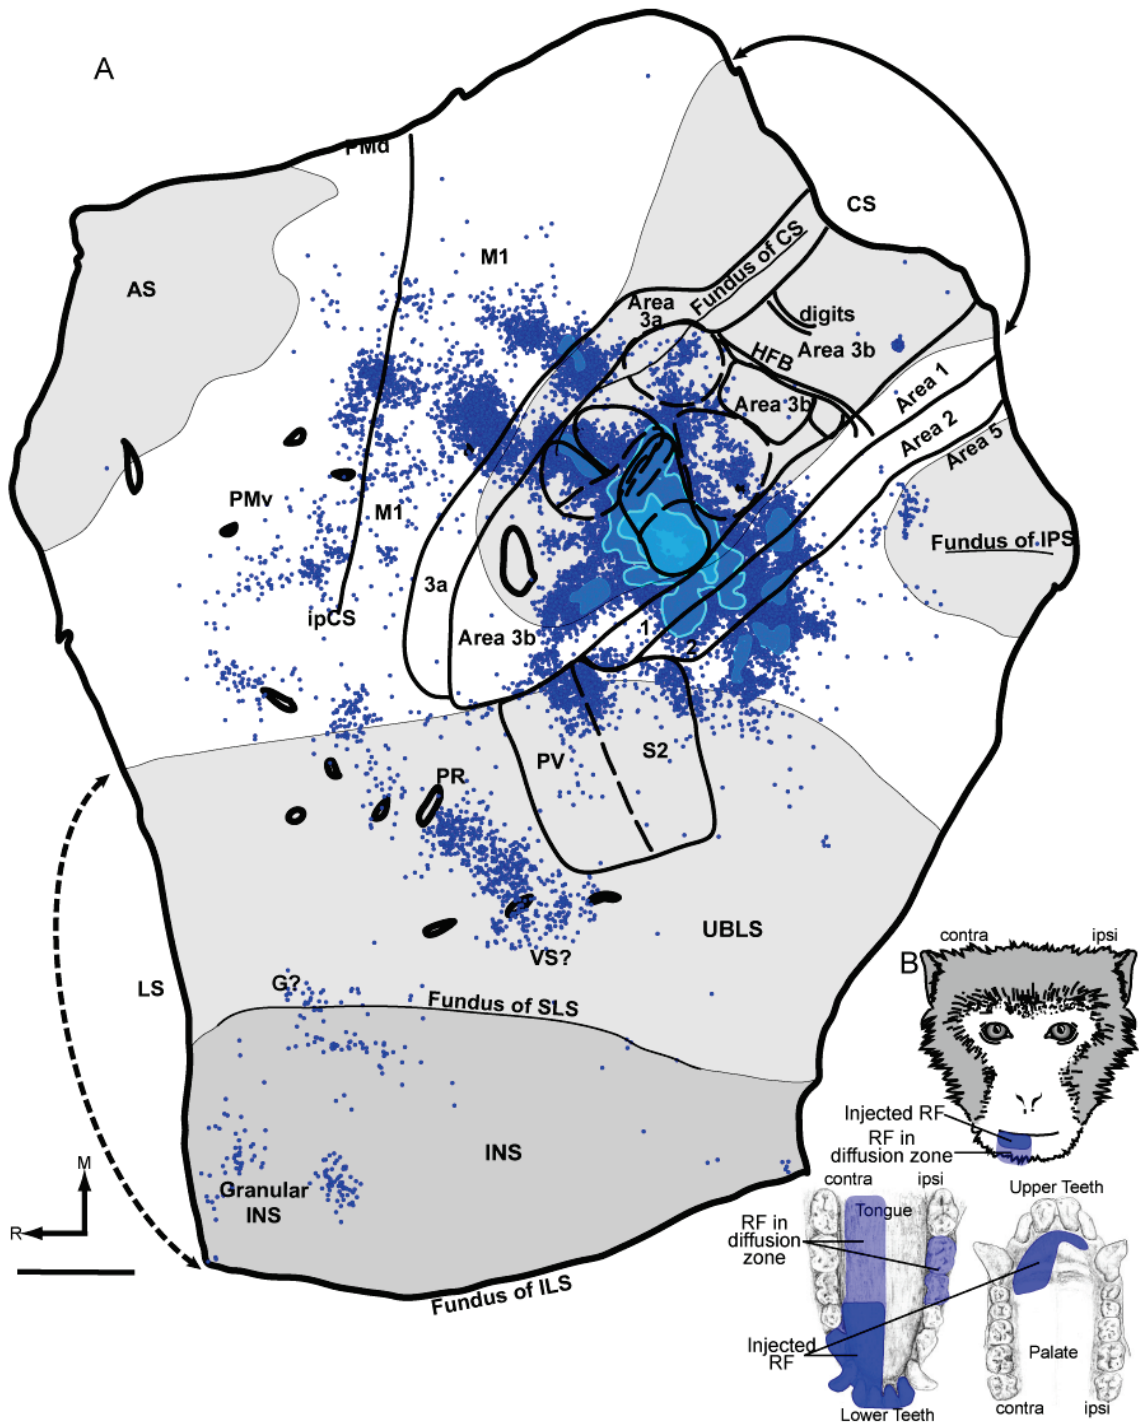 A
PMd
CS
M1
Fundus of CS
AS
Area
3a
digits
Area 3b
HFB
Area 1
Area 3b
Area 2
Area 5
PMv
M1
Fundus of IPS
3a
ipCS
Area 3b
1
2
PV
S2
PR
UBLS
VS?
G?
LS
Fundus of SLS
INS
Granular
INS
M
R
Fundus of ILS
B
contra
ipsi
Injected RF
RF in
diffusion zone
contra
ipsi
Upper Teeth
Tongue
RF in
diffusion
zone
Injected
RF
Palate
contra
ipsi
Lower Teeth